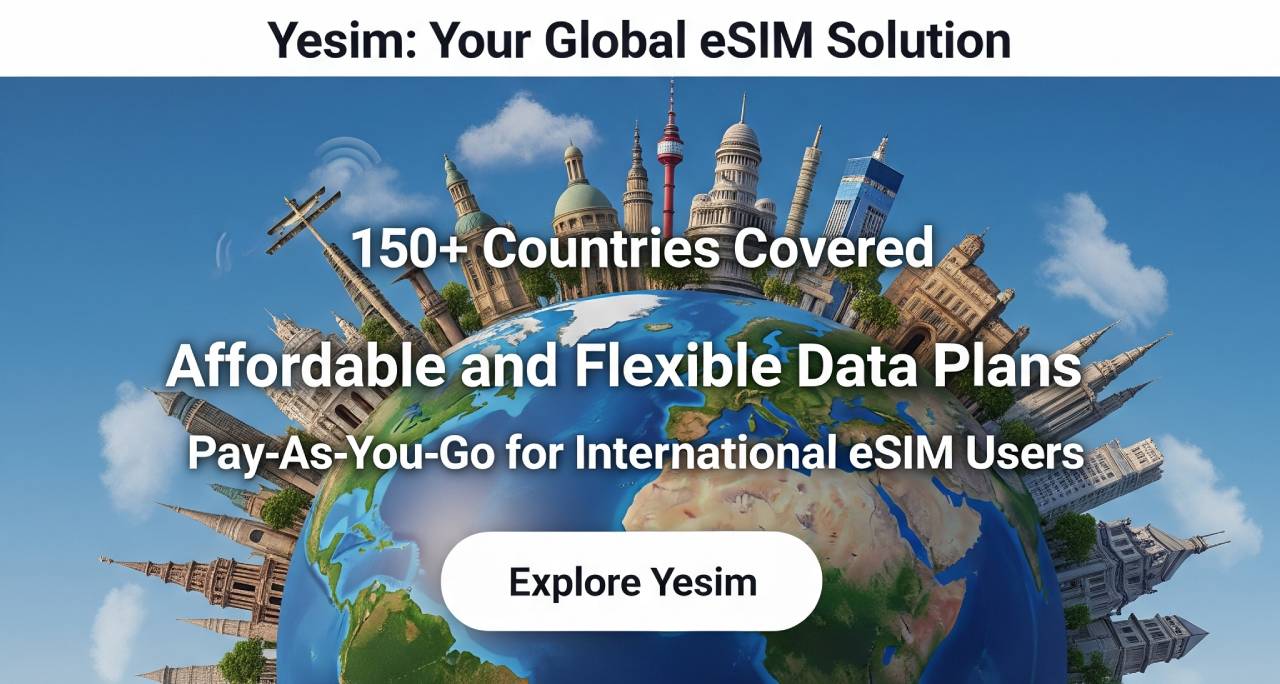 Yesim: Your Global eSIM Solution
150+ Countries Covered
Affordable and Flexible Data Plans
Pay-As-You-Go for International eSIM Users
Explore Yesim